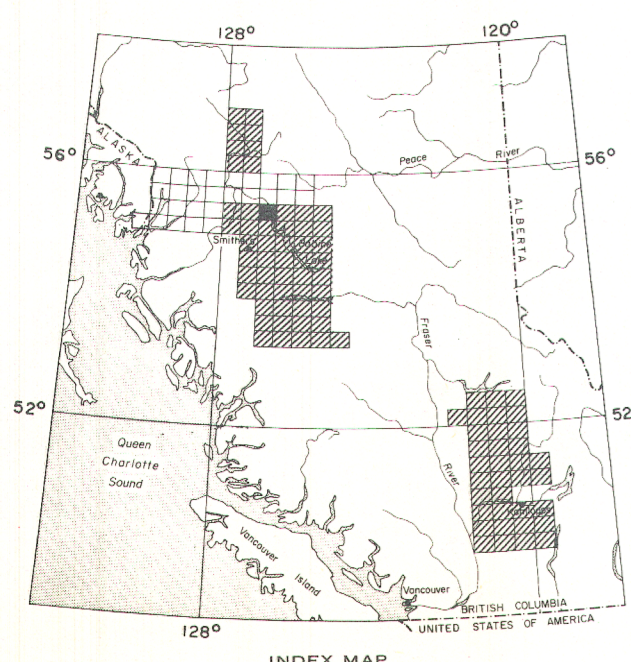 128°
120°
ALASKA
56°
Peace River
56°
ALBERTA
Smithers
Babine
Lake
Fraser
52°
52
Queen
Charlotte
Sound
River
Kamloops
Vancouver
Island
Vancouver
BRITISH COLUMBIA
UNITED STATES OF AMERICA
128°
INDEX MAP